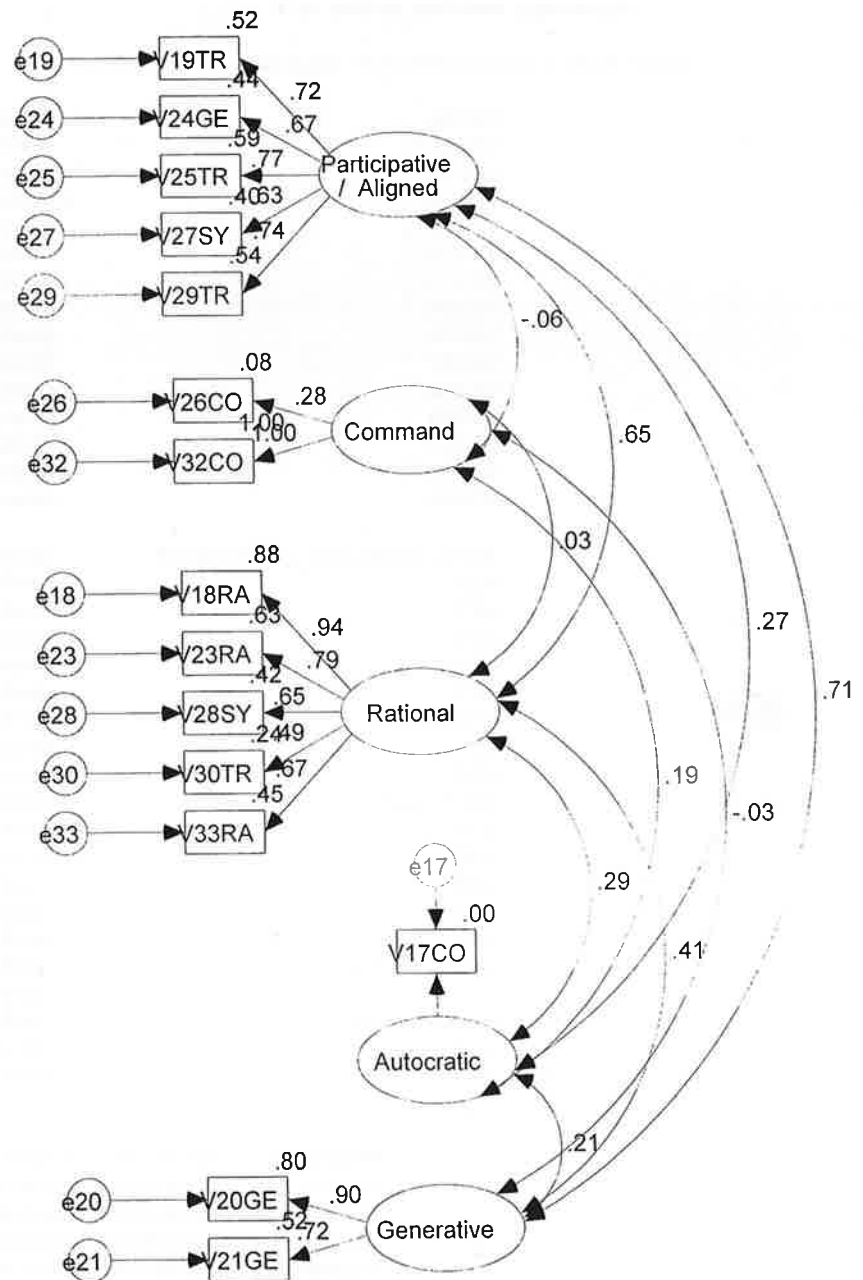 .52
e19 V19TR
.44 .72
e24 V24GE .67
.59 .77
e25 V25TR
.40 .63
e27 V27SY .74
.54
e29 V29TR
Participative
/ Aligned
-.06
.08
e26 V26CO .28
1.00
1.00
e32 V32CO
Command
.65
.03
.88
e18 V18RA
.63 .94
e23 V23RA .79
.42
e28 V28SY .65
.24 .49
e30 V30TR .67
.45
e33 V33RA
Rational
.27
.71
.19
-.03
e17
.29
.00
V17CO
.41
Autocratic
.21
.80
e20 V20GE .90
.52 .72
e21 V21GE
Generative